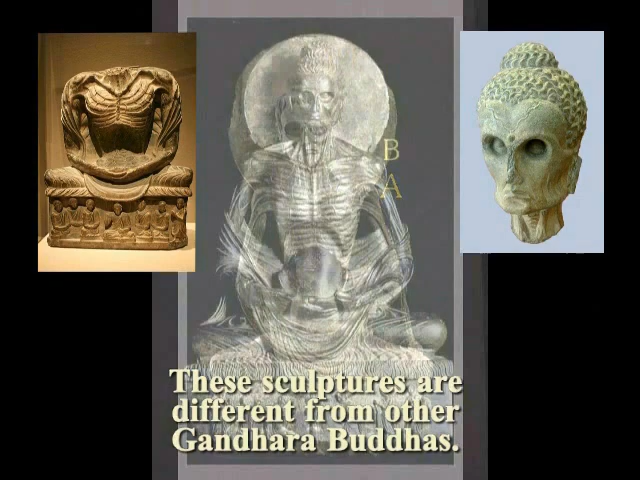 B
A
These sculptures are
different from other
Gandhara Buddhas.